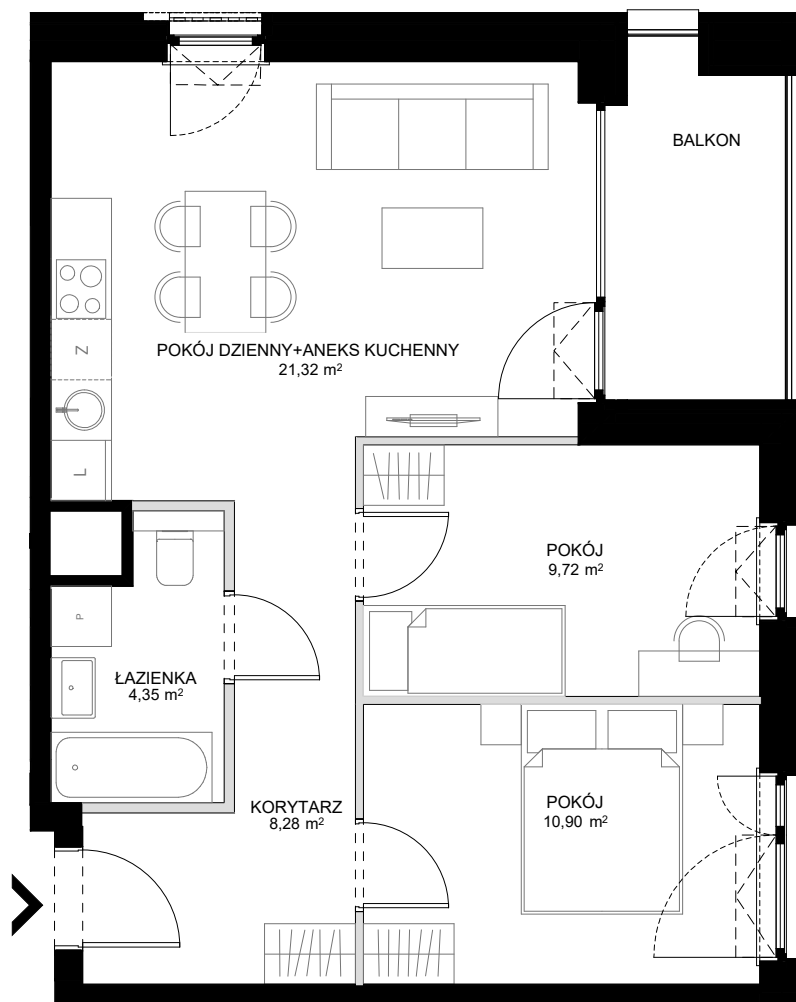 BALKON
POKÓJ DZIENNY+ANEKS KUCHENNY
21,32 m²
Z
L
POKÓJ
9,72 m²
P
ŁAZIENKA
4,35 m²
KORYTARZ
8,28 m²
POKÓJ
10,90 m²